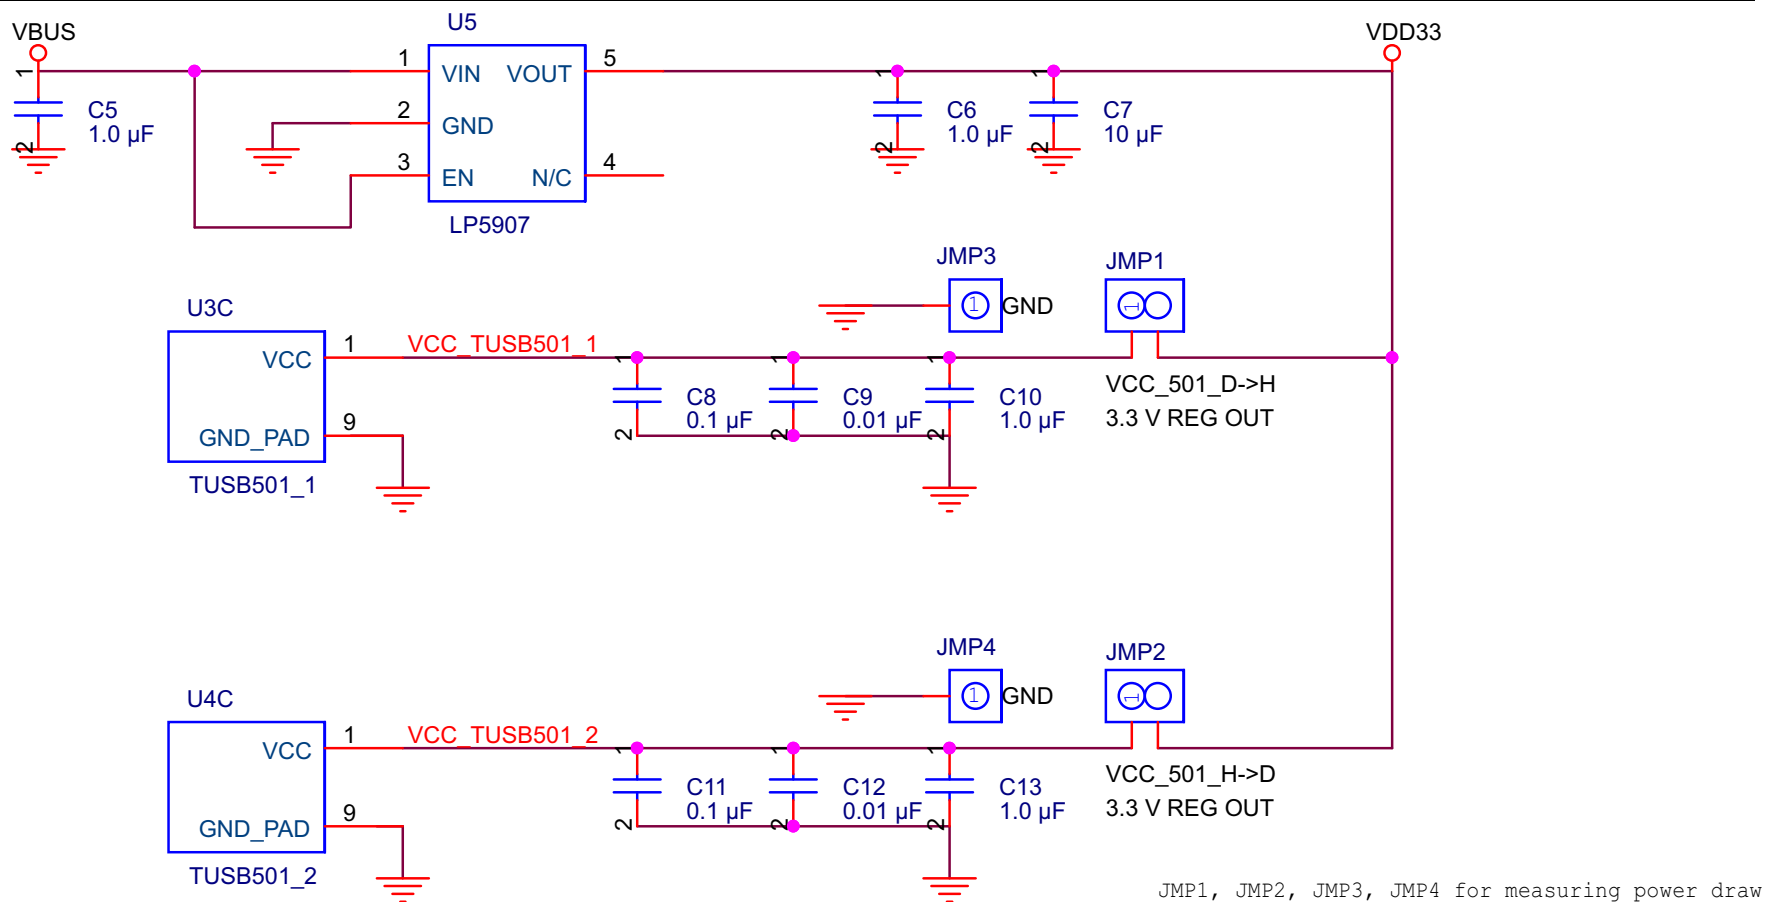 VBUS
U5
VDD33
1
1
VIN
VOUT
5
1
1
C5
1.0 µF
2
2
GND
C6
1.0 µF
2
C7
10 µF
2
3
EN
N/C
4
LP5907
JMP3
JMP1
1
GND
1
U3C
VCC
1
VCC_TUSB501_1
1
1
1
VCC_501_D->H
3.3 V REG OUT
C8
0.1 µF
C9
0.01 µF
C10
1.0 µF
GND_PAD
9
2
2
2
TUSB501_1
JMP4
JMP2
1
GND
1
U4C
VCC
1
VCC_TUSB501_2
1
1
1
VCC_501_H->D
3.3 V REG OUT
C11
0.1 µF
C12
0.01 µF
C13
1.0 µF
GND_PAD
9
2
2
2
TUSB501_2
JMP1, JMP2, JMP3, JMP4 for measuring power draw